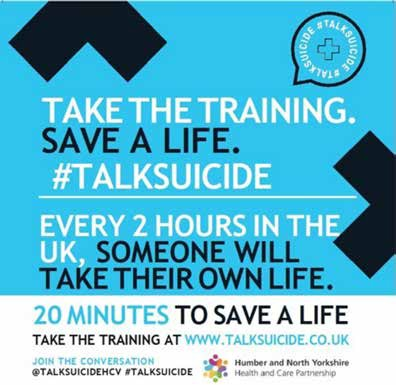 #TALKSUICIDE #TALKSUICIDE
TAKE THE TRAINING.
SAVE A LIFE.
#TALKSUICIDE
EVERY 2 HOURS IN THE
UK, SOMEONE WILL
TAKE THEIR OWN LIFE.
20 MINUTES TO SAVE A LIFE
TAKE THE TRAINING AT WWW.TALKSUICIDE.CO.UK
JOIN THE CONVERSATION
@TALKSUICIDEHCV #TALKSUICIDE
Humber and North Yorkshire
Health and Care Partnership